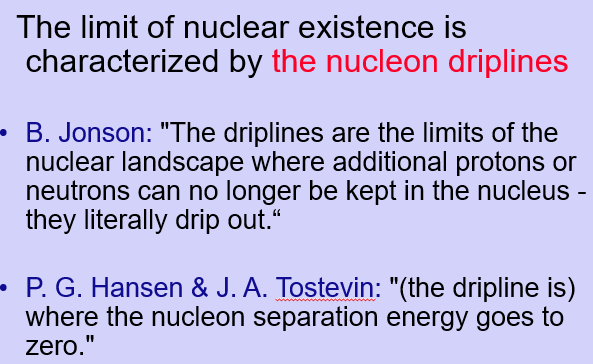 The limit of nuclear existence is
characterized by the nucleon driplines
• B. Jonson: "The driplines are the limits of the
nuclear landscape where additional protons or
neutrons can no longer be kept in the nucleus -
they literally drip out.“
• P. G. Hansen & J. A. Tostevin: "(the dripline is)
where the nucleon separation energy goes to
zero."